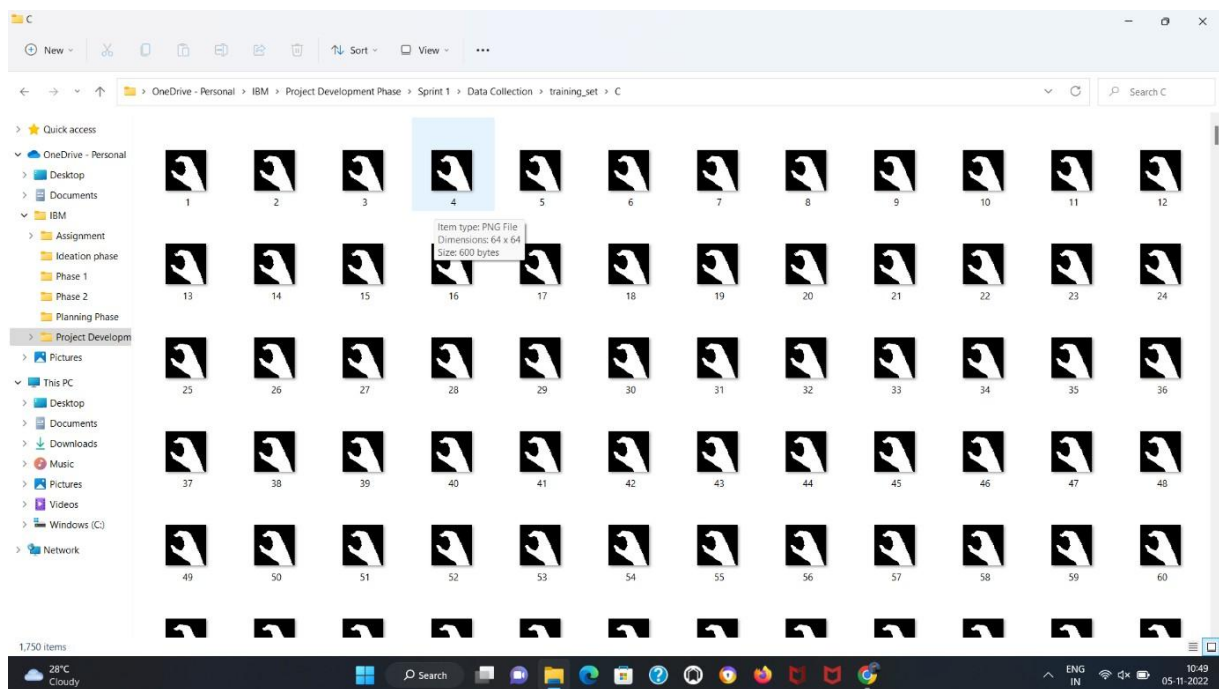 C
New
Sort
View
OneDrive - Personal > IBM > Project Development Phase > Sprint 1 > Data Collection > training_set > C
Search C
Quick access
OneDrive - Personal
Desktop
Documents
IBM
Assignment
Ideation phase
Phase 1
Phase 2
Planning Phase
Project Developm
Pictures
This PC
Desktop
Documents
Downloads
Music
Pictures
Videos
Windows (C:)
Network
1 2 3 4 5 6 7 8 9 10 11 12
Item type: PNG File
Dimensions: 64 x 64
Size: 600 bytes
13 14 15 16 17 18 19 20 21 22 23 24
25 26 27 28 29 30 31 32 33 34 35 36
37 38 39 40 41 42 43 44 45 46 47 48
49 50 51 52 53 54 55 56 57 58 59 60
1,750 items
28°C
Cloudy
Search
ENG
IN
10:49
05-11-2022